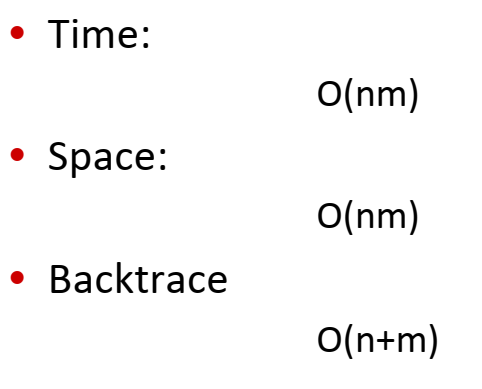 • Time:
O(nm)
• Space:
O(nm)
• Backtrace
O(n+m)